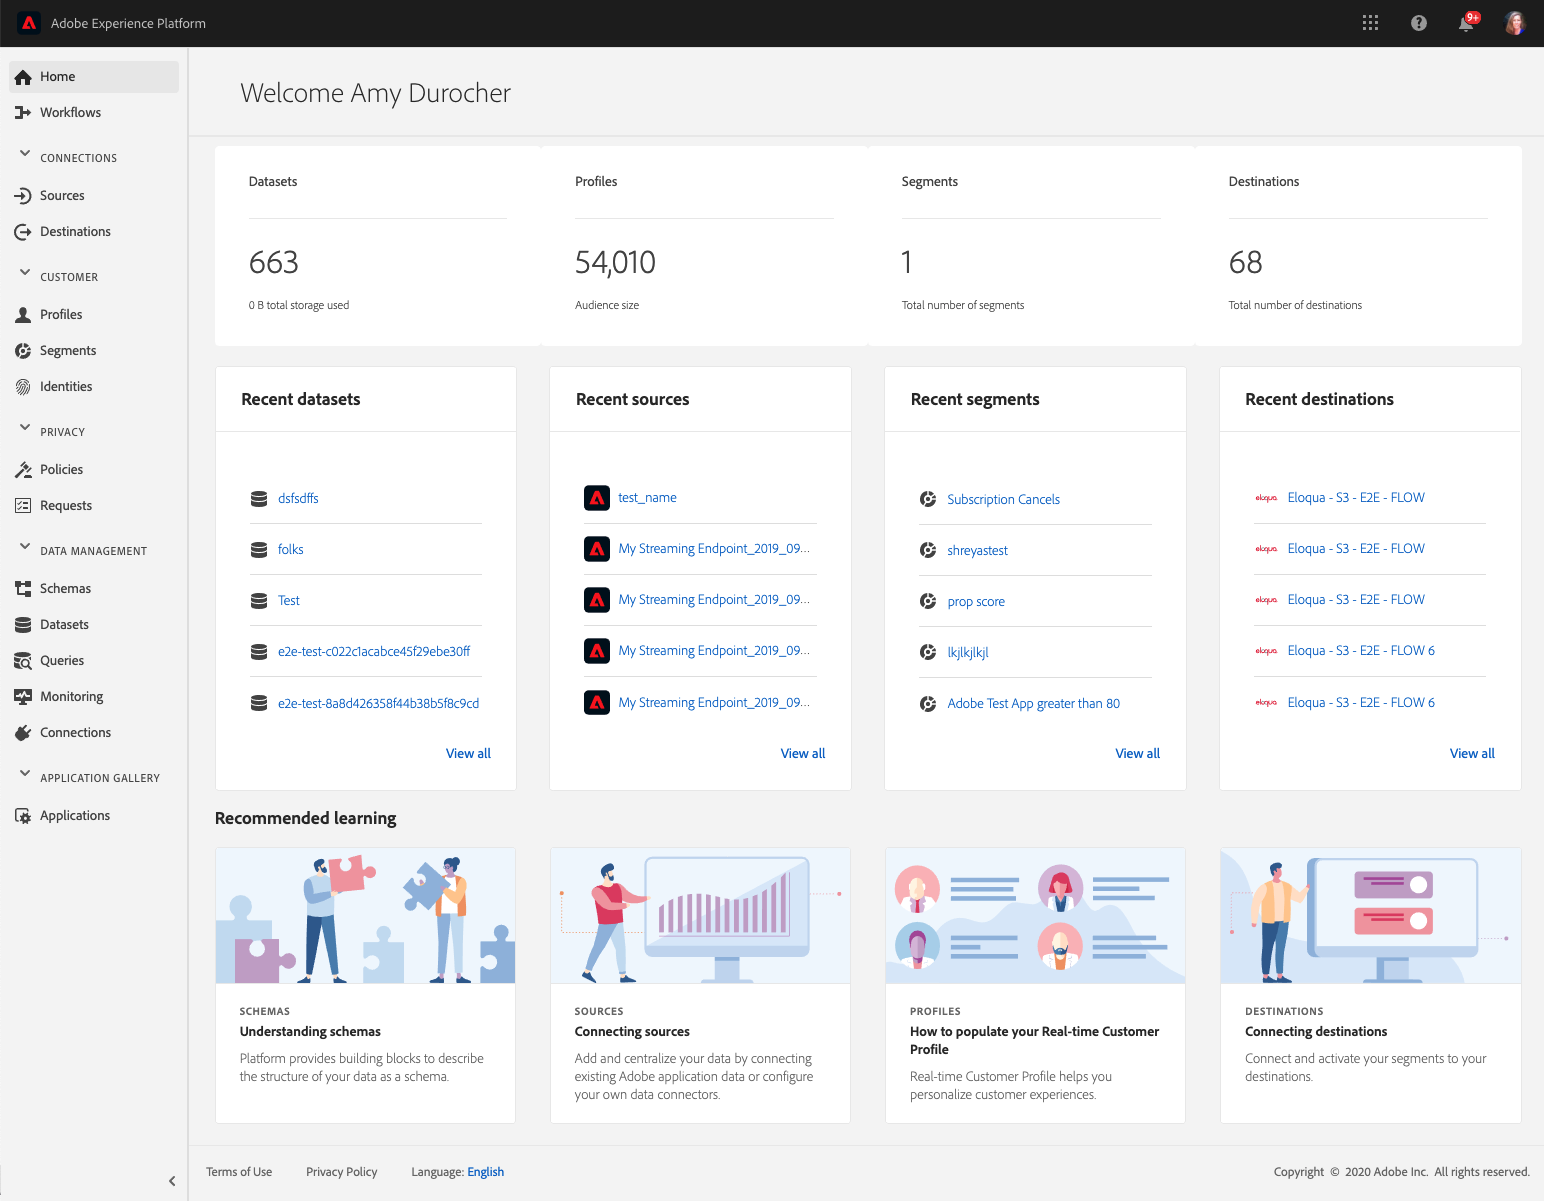 Adobe Experience Platform
9+
Home
Workflows
CONNECTIONS
Sources
Destinations
CUSTOMER
Profiles
Segments
Identities
PRIVACY
Policies
Requests
DATA MANAGEMENT
Schemas
Datasets
Queries
Monitoring
Connections
APPLICATION GALLERY
Applications
Welcome Amy Durocher
Datasets
663
0 B total storage used
Profiles
54,010
Audience size
Segments
1
Total number of segments
Destinations
68
Total number of destinations
Recent datasets
dsfsdffs
folks
Test
e2e-test-c022c1acabce45f29ebe30ff
e2e-test-8a8d426358f44b38b5f8c9cd
View all
Recent sources
test_name
My Streaming Endpoint_2019_09...
My Streaming Endpoint_2019_09...
My Streaming Endpoint_2019_09...
My Streaming Endpoint_2019_09...
View all
Recent segments
Subscription Cancels
shreyastest
prop score
lkjlkjlkjl
Adobe Test App greater than 80
View all
Recent destinations
eloqua Eloqua - S3 - E2E - FLOW
eloqua Eloqua - S3 - E2E - FLOW
eloqua Eloqua - S3 - E2E - FLOW
eloqua Eloqua - S3 - E2E - FLOW 6
eloqua Eloqua - S3 - E2E - FLOW 6
View all
Recommended learning
SCHEMAS
Understanding schemas
Platform provides building blocks to describe
the structure of your data as a schema.
SOURCES
Connecting sources
Add and centralize your data by connecting
existing Adobe application data or configure
your own data connectors.
PROFILES
How to populate your Real-time Customer
Profile
Real-time Customer Profile helps you
personalize customer experiences.
DESTINATIONS
Connecting destinations
Connect and activate your segments to your
destinations.
Terms of Use
Privacy Policy
Language: English
Copyright © 2020 Adobe Inc. All rights reserved.